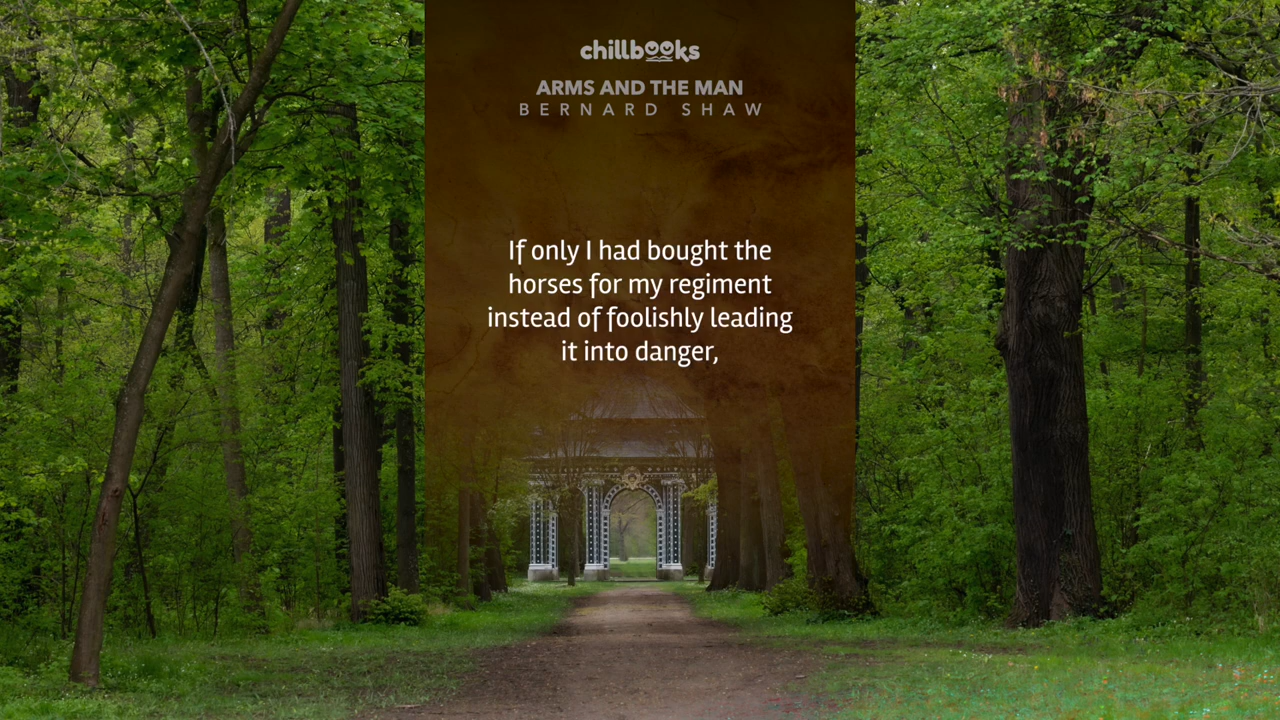 chillbooks
ARMS AND THE MAN
BERNARD SHAW
If only I had bought the
horses for my regiment
instead of foolishly leading
it into danger,